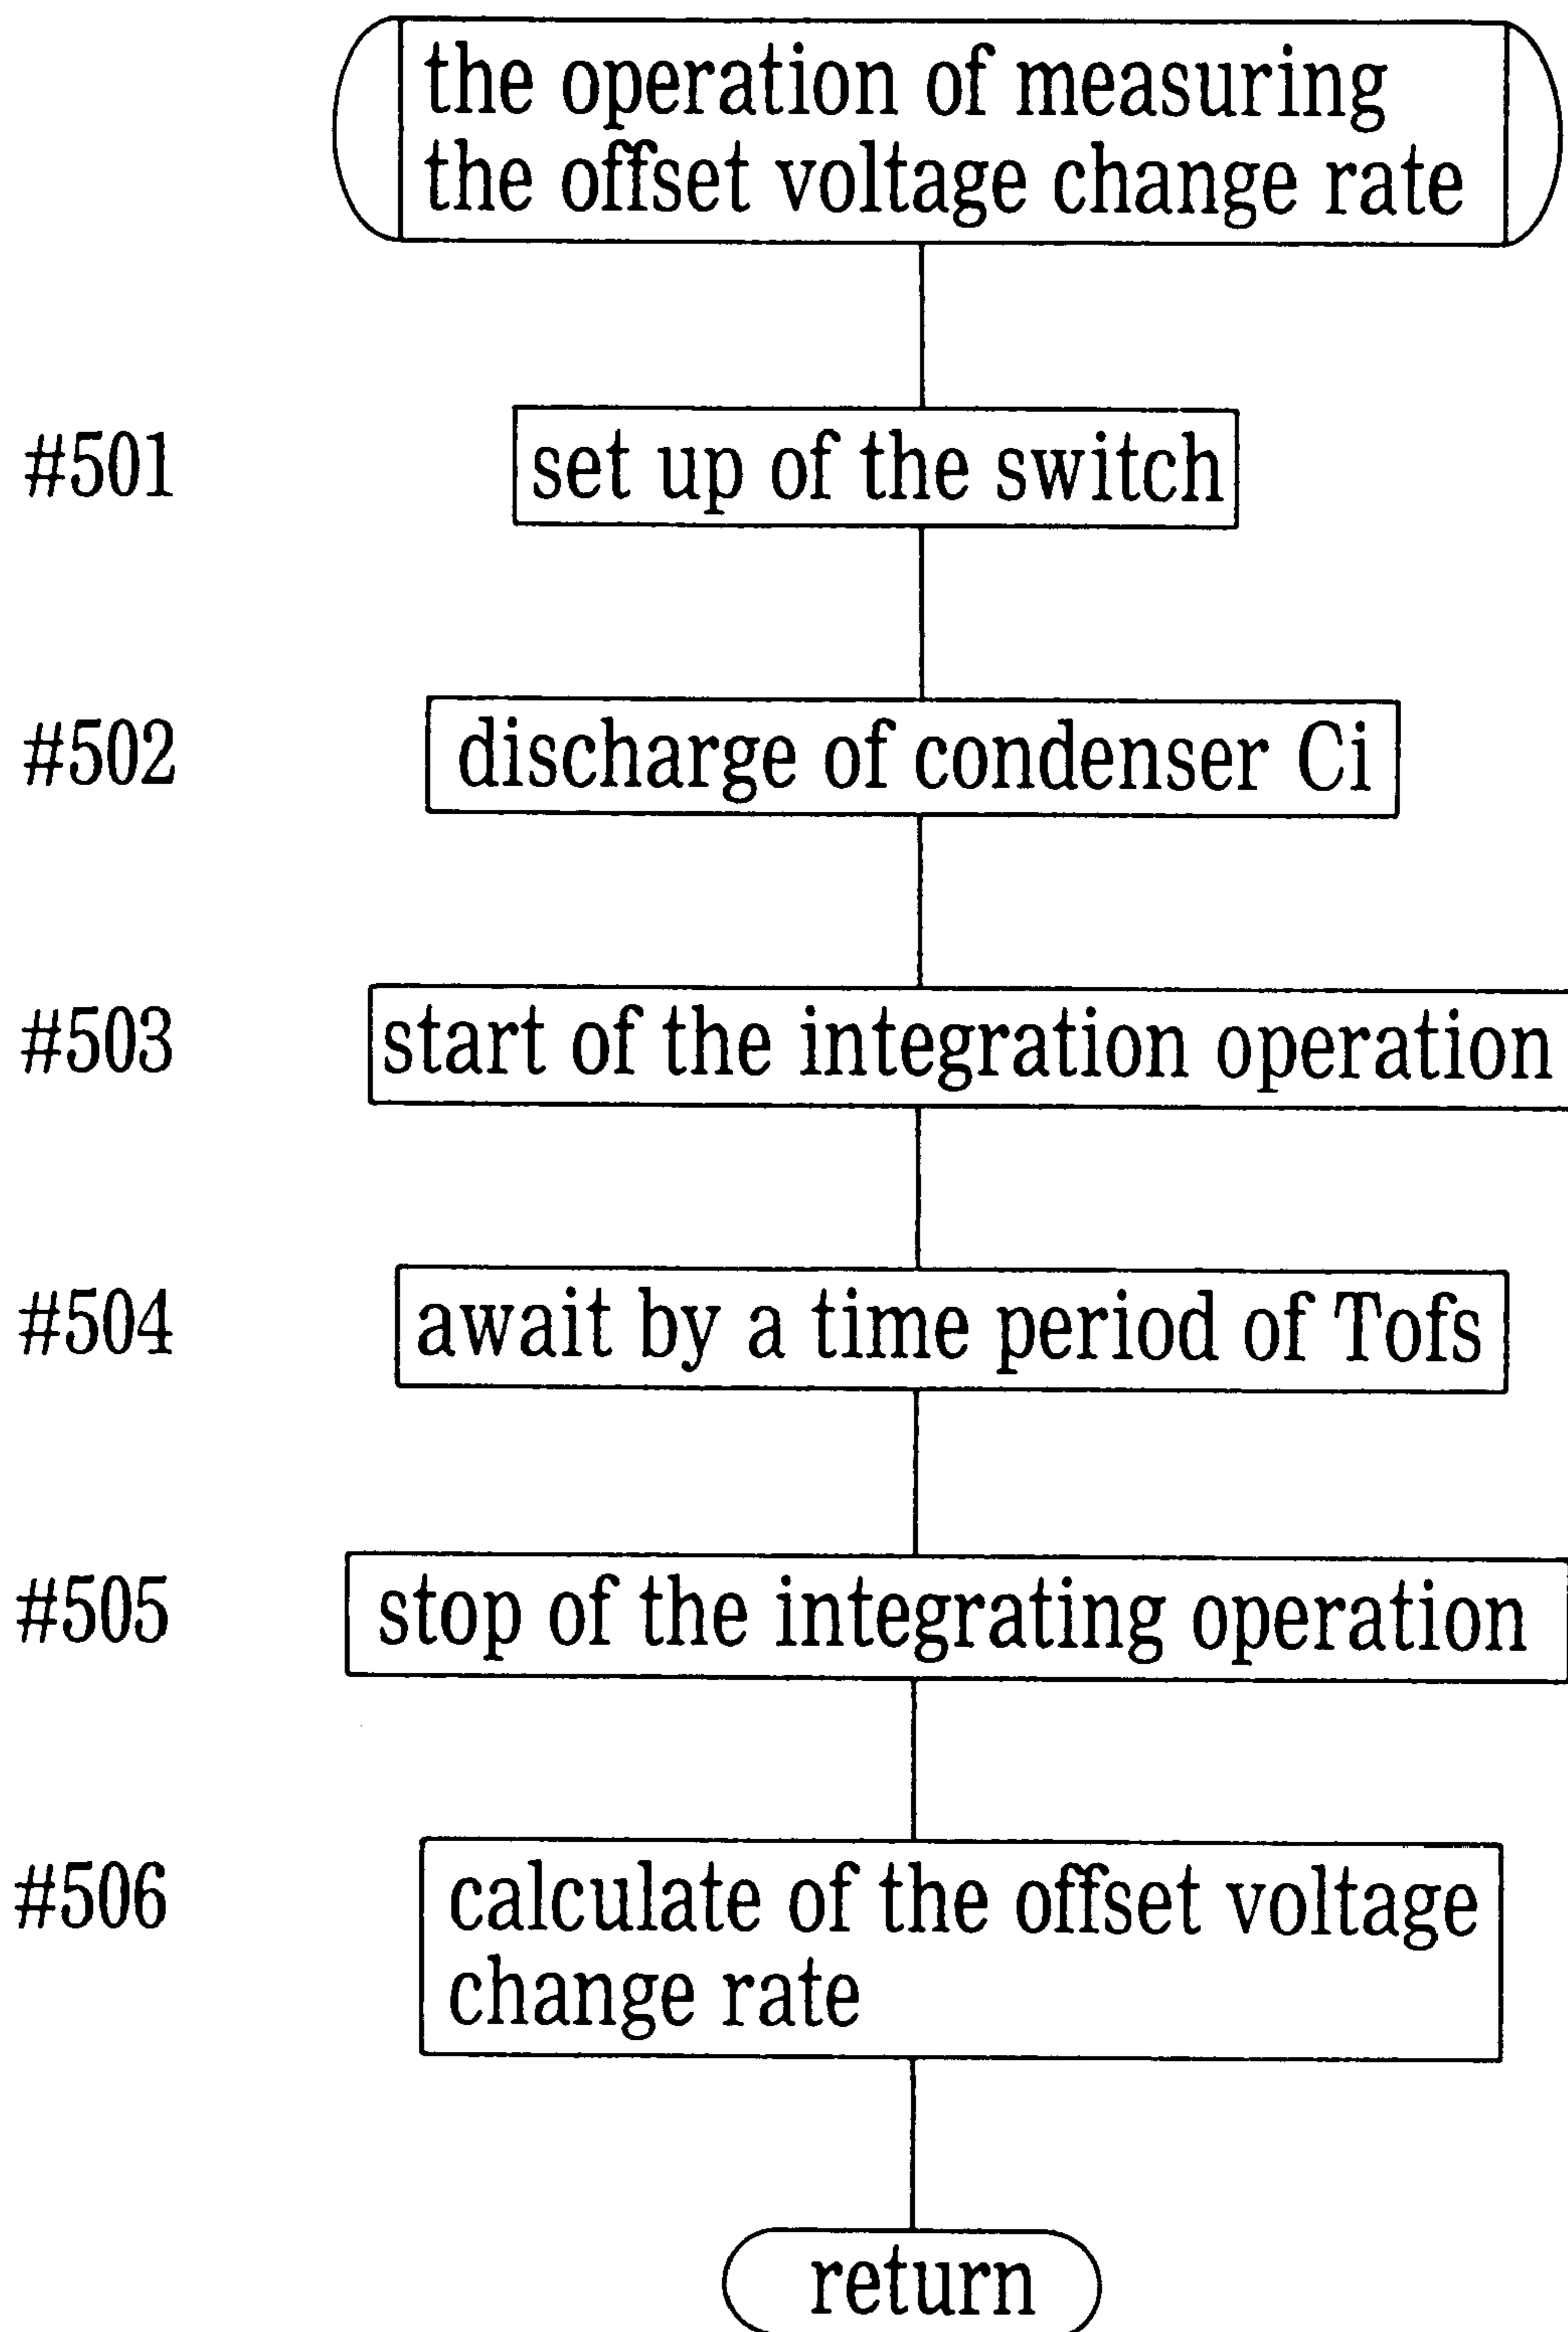 the operation of measuring
the offset voltage change rate
#501
set up of the switch
#502
discharge of condenser Ci
#503
start of the integration operation
#504
await by a time period of Tofs
#505
stop of the integrating operation
#506
calculate of the offset voltage
change rate
return